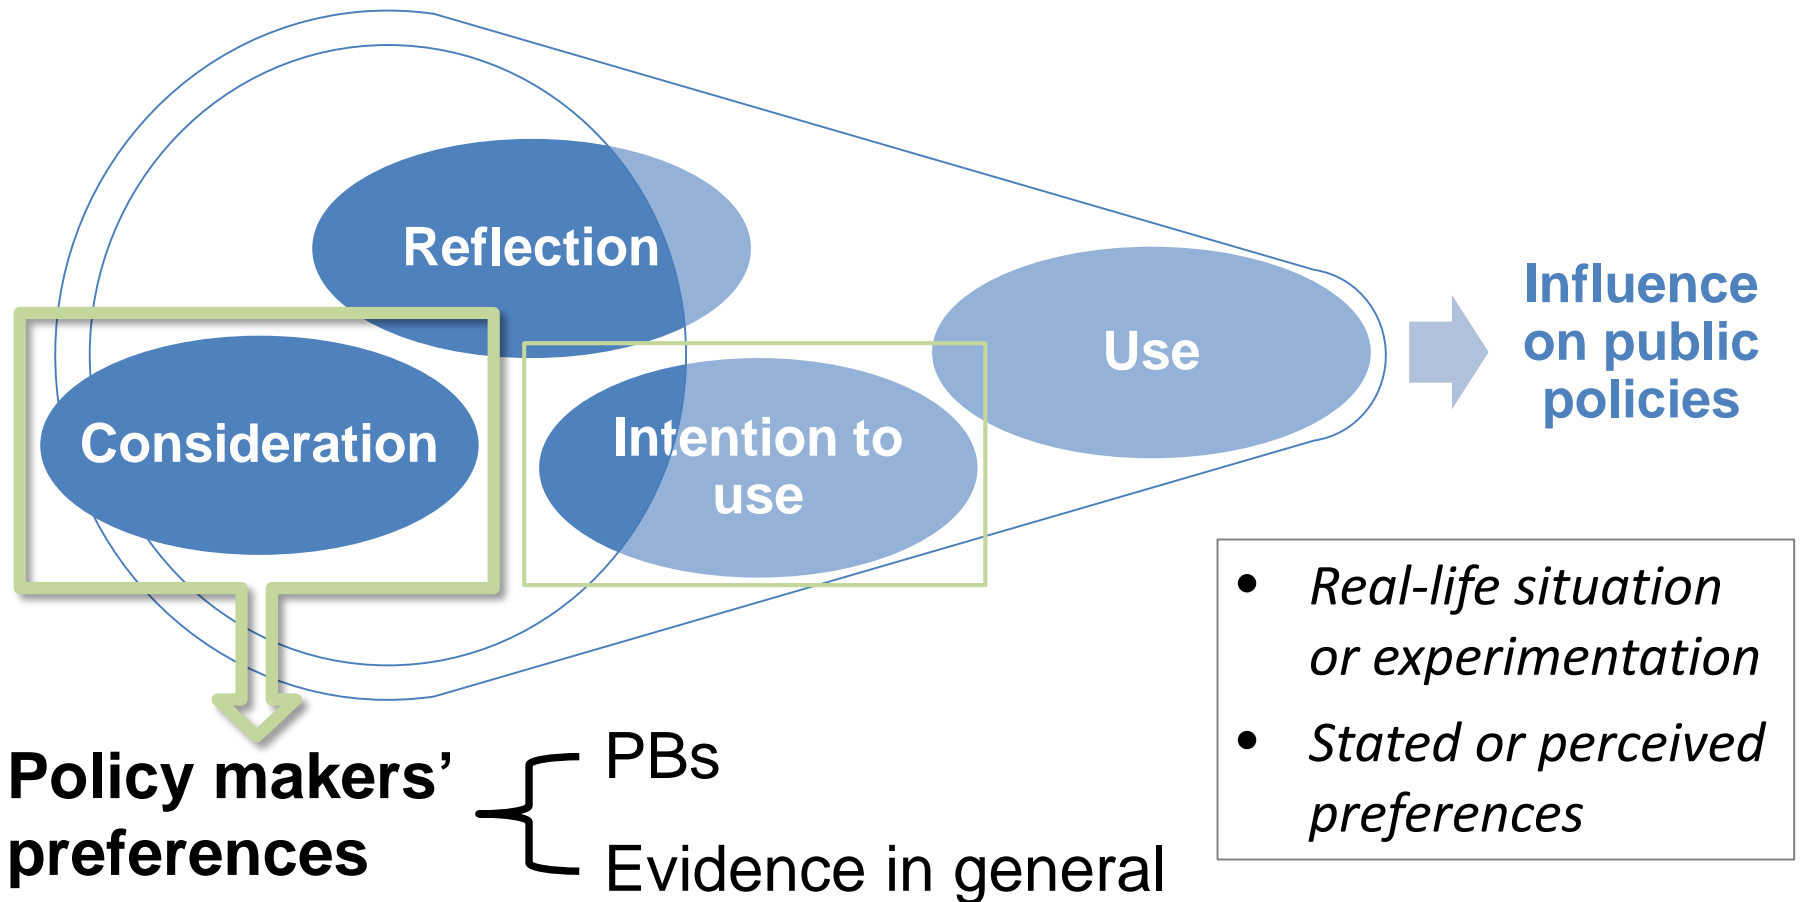 Reflection
Consideration
Intention to
use
Use
Influence
on public
policies
Policy makers’
preferences
PBs
Evidence in general
• Real-life situation
or experimentation
• Stated or perceived
preferences